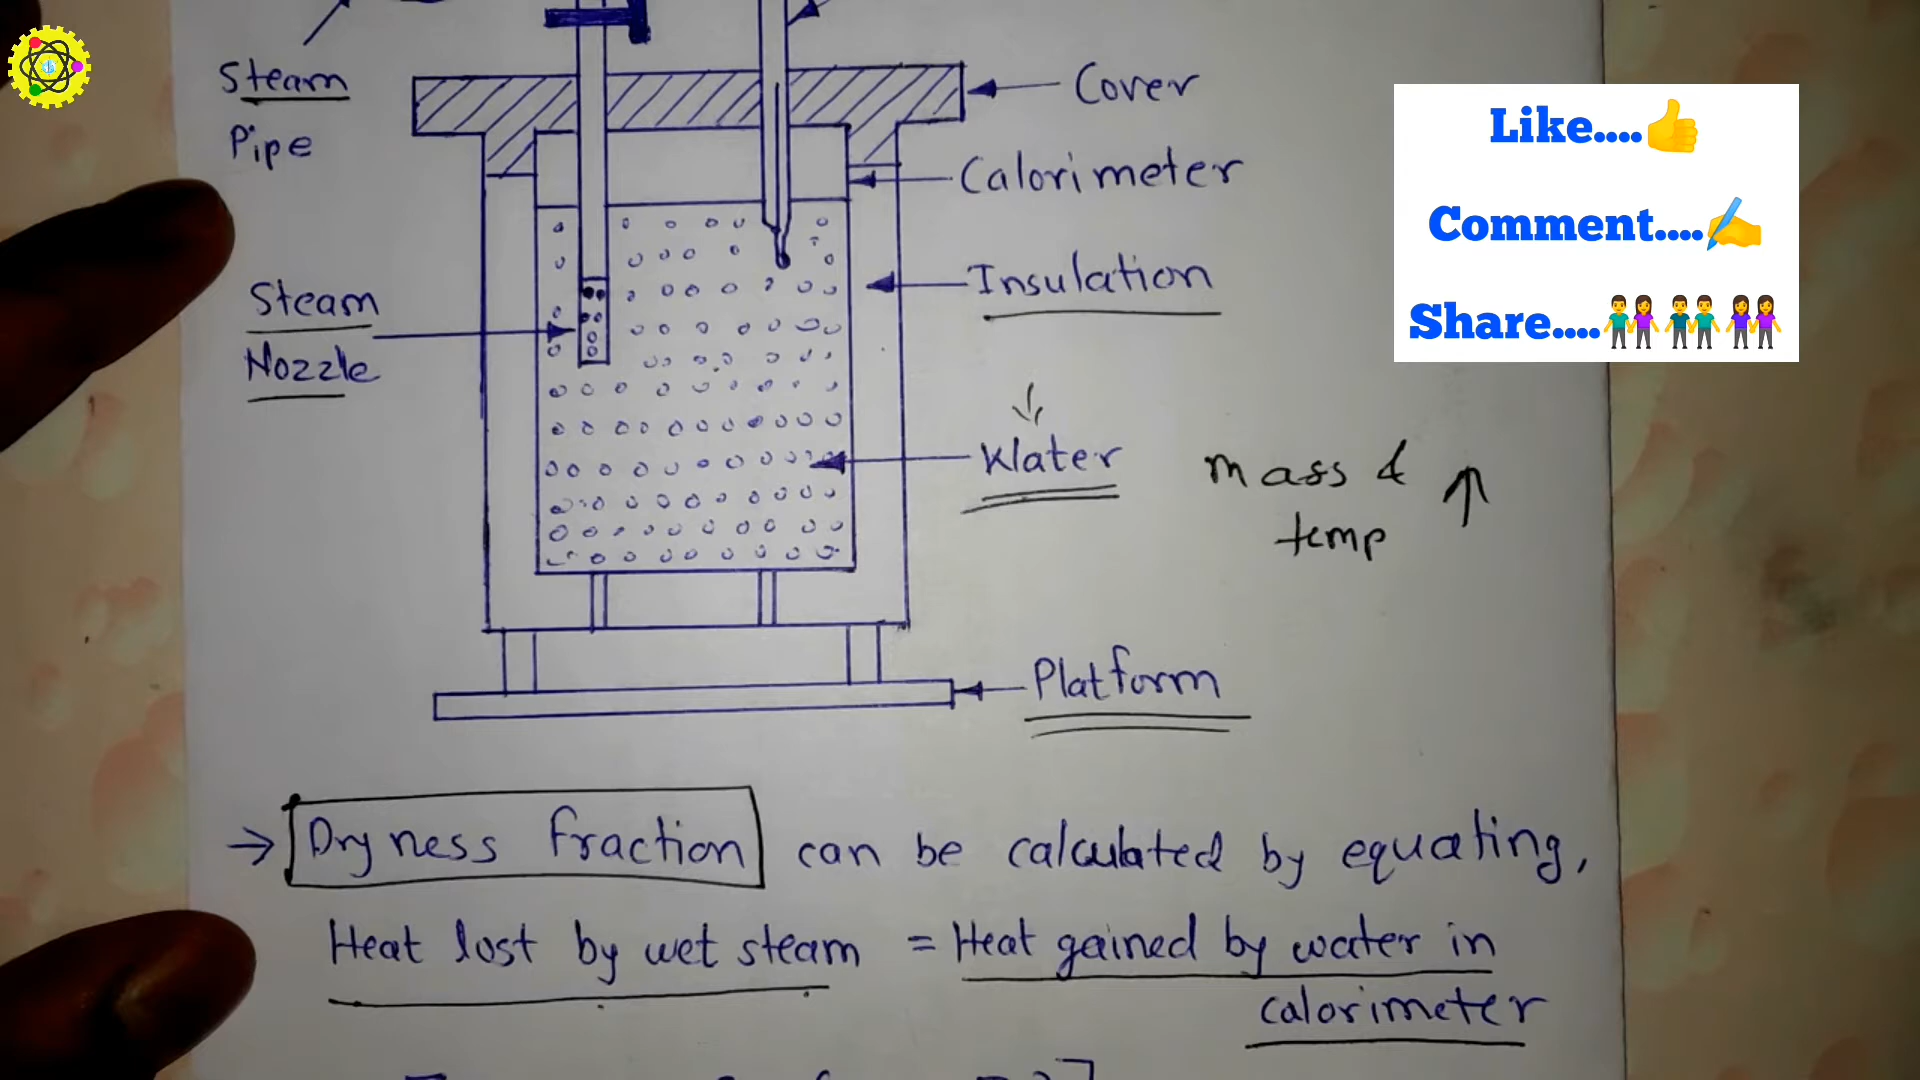 Steam
Pipe
Cover
Calorimeter
Steam
Nozzle
Insulation
Water
mass &
temp ↑
Platform
→ Dryness fraction can be calculated by equating,
Heat lost by wet steam = Heat gained by water in
calorimeter
Like....👍
Comment....✍
Share....👫👬👭